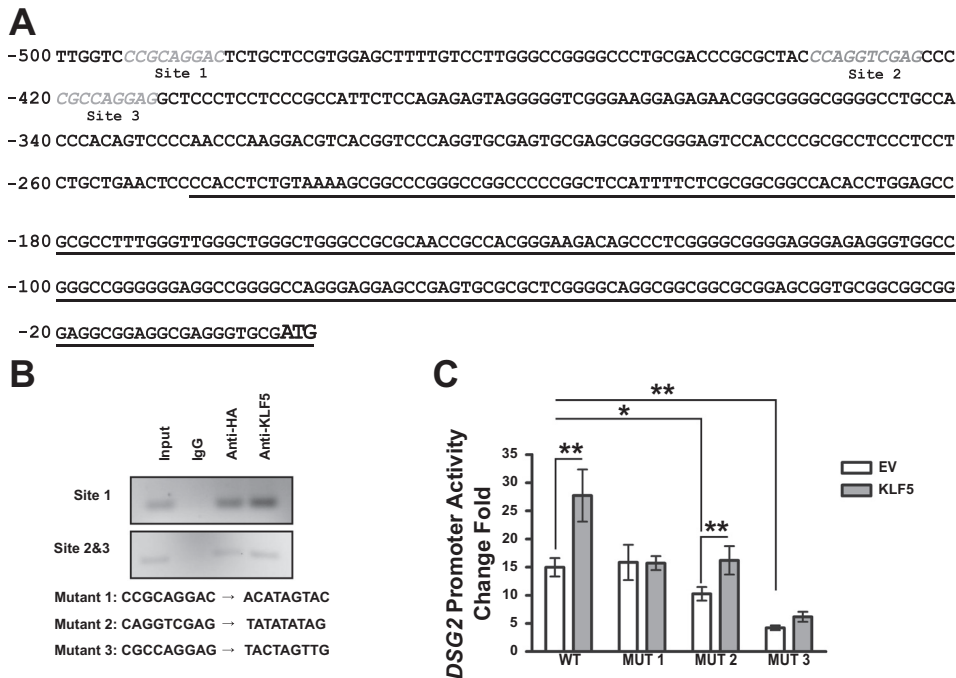 A
-500 TTGGTCCCGCAGGACTCTGCTCCGTGGAGCTTTTGTCCTTGGGCCGGGGCCCTGCGACCCGCGCTACCCAGGTCGAGCCC
Site 1 Site 2
-420 CGCCAGGAGGCTCCCTCCTCCCGCCATTCTCCAGAGAGTAGGGGGTCGGGAAGGAGAGAACGGCGGGGCGGGGCCTGCCA
Site 3
-340 CCCACAGTCCCCAACCCAAGGACGTCACGGTCCCAGGTGCGAGTGCGAGCGGGCGGGAGTCCACCCCGCGCCTCCCTCCT
-260 CTGCTGAACTCCCCACCTCTGTAAAAGCGGCCCGGGCCGGCCCCCGGCTCCATTTTCTCGCGGCGGCCACACCTGGAGCC
-180 GCGCCTTTGGGTTGGGCTGGGCTGGGCCGCGCAACCGCCACGGGAAGACAGCCCTCGGGGCGGGGAGGGAGAGGGTGGCC
-100 GGGCCGGGGGGAGGCCGGGGCCAGGGAGGAGCCGAGTGCGCGCTCGGGGCAGGCGGCGGCGCGGAGCGGTGCGGCGGCGG
-20 GAGGCGGAGGCGAGGGTGCGATG
B
Input IgG Anti-HA Anti-KLF5
Site 1
Site 2&3
Mutant 1: CCGCAGGAC → ACATAGTAC
Mutant 2: CAGGTCGAG → TATATATAG
Mutant 3: CGCCAGGAG → TACTAGTTG
C
DSG2 Promoter Activity
Change Fold
**
*
**
**
35
30
25
20
15
10
5
0
WT MUT 1 MUT 2 MUT 3
EV
KLF5